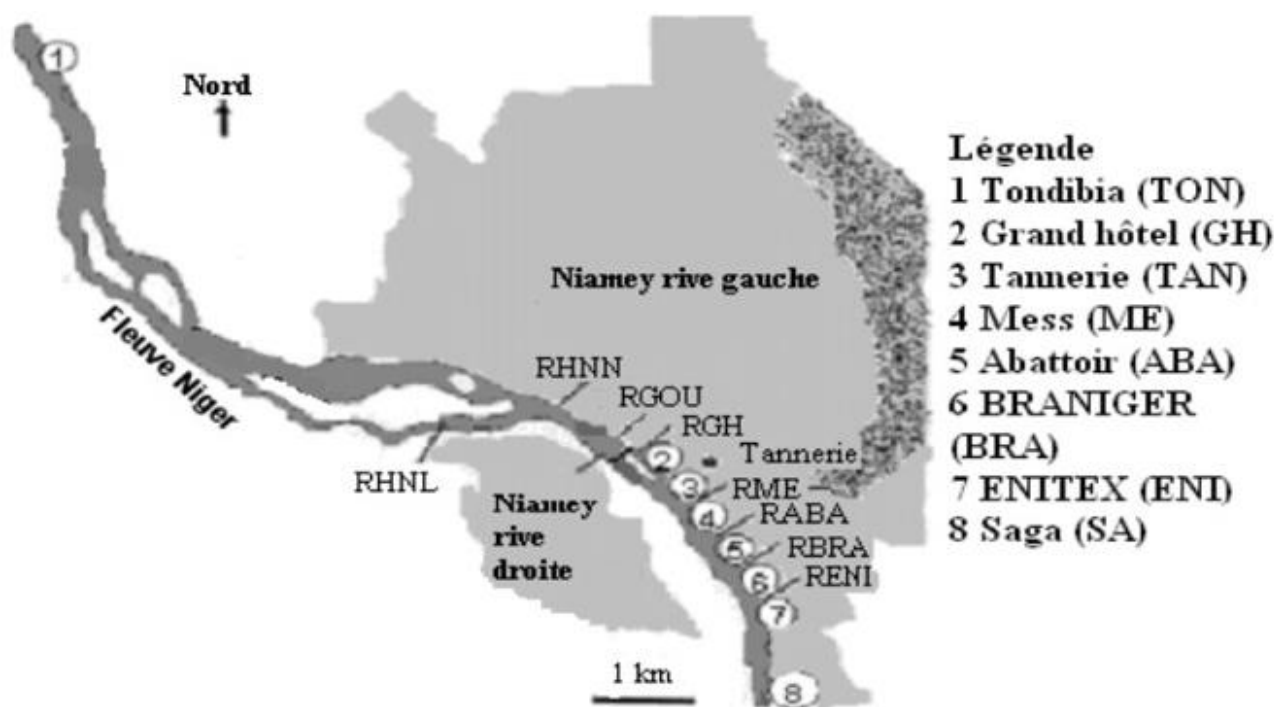 1
Nord
Légende
1 Tondibia (TON)
2 Grand hôtel (GH)
3 Tannerie (TAN)
4 Mess (ME)
5 Abattoir (ABA)
6 BRANIGER
(BRA)
7 ENITEX (ENI)
8 Saga (SA)
Niamey rive gauche
Fleuve Niger
RHNN
RGOU
RGH
RHNL
2
Tannerie
3
RME
4
RABA
5
RBRA
6
RENI
7
Niamey
rive
droite
1 km
8